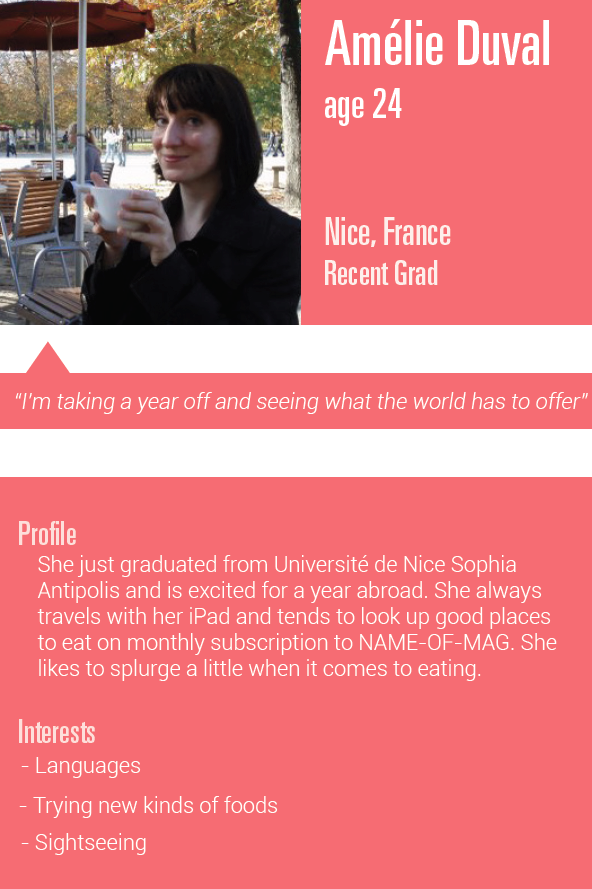 Amélie Duval
age 24
Nice, France
Recent Grad
“I’m taking a year off and seeing what the world has to offer”
Profile
She just graduated from Université de Nice Sophia
Antipolis and is excited for a year abroad. She always
travels with her iPad and tends to look up good places
to eat on monthly subscription to NAME-OF-MAG. She
likes to splurge a little when it comes to eating.
Interests
- Languages
- Trying new kinds of foods
- Sightseeing